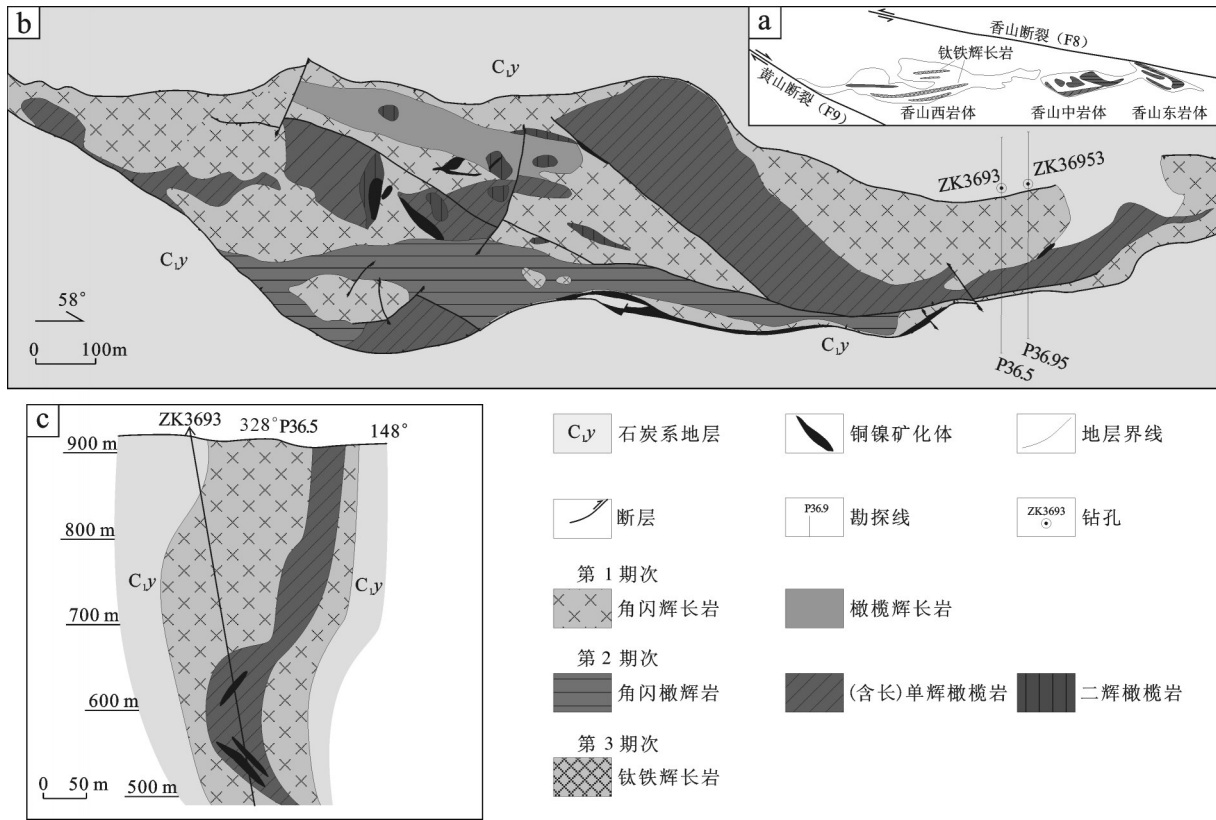 b
C₁y
C₁y
C₁y
58°
0 100m
ZK3693
ZK36953
P36.5
P36.95
a
香山断裂（F8）
钛铁辉长岩
黄山断裂（F9）
香山西岩体
香山中岩体
香山东岩体
c
ZK3693
328°
P36.5
148°
900 m
800 m
700 m
600 m
500 m
C₁y
C₁y
0 50 m
C₁y 石炭系地层
铜镍矿化体
地层界线
断层
P36.9 勘探线
ZK3693 钻孔
第 1 期次
角闪辉长岩
橄榄辉长岩
第 2 期次
角闪橄辉岩
(含长)单辉橄榄岩
二辉橄榄岩
第 3 期次
钛铁辉长岩